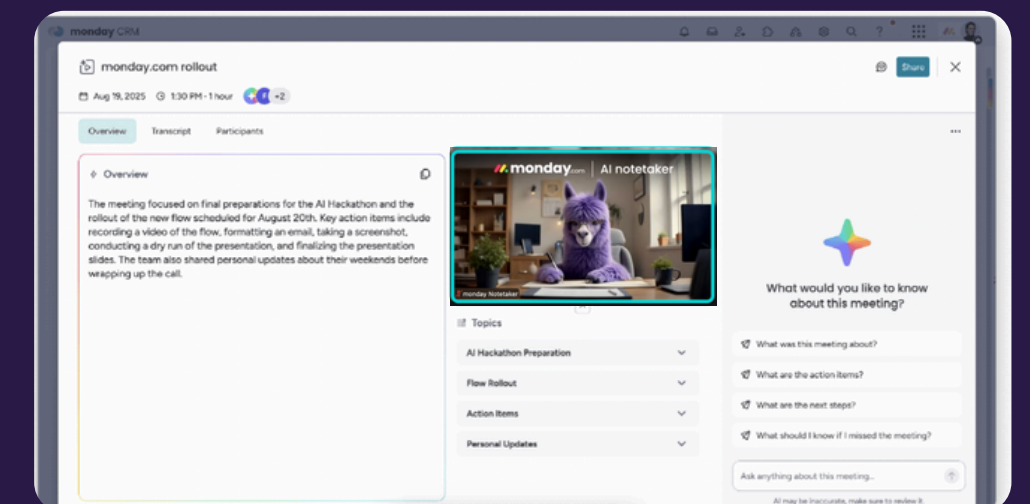 monday CRM
monday.com rollout
Share
Aug 19, 2025
1:30 PM - 1 hour
+2
Overview
Transcript
Participants
Overview
The meeting focused on final preparations for the AI Hackathon and the
rollout of the new flow scheduled for August 20th. Key action items include
recording a video of the flow, formatting an email, taking a screenshot,
conducting a dry run of the presentation, and finalizing the presentation
slides. The team also shared personal updates about their weekends before
wrapping up the call.
monday.com | AI notetaker
monday Notetaker
Topics
AI Hackathon Preparation
Flow Rollout
Action Items
Personal Updates
What would you like to know
about this meeting?
What was this meeting about?
What are the action items?
What are the next steps?
What should I know if I missed the meeting?
Ask anything about this meeting...
AI may be inaccurate, make sure to review it.